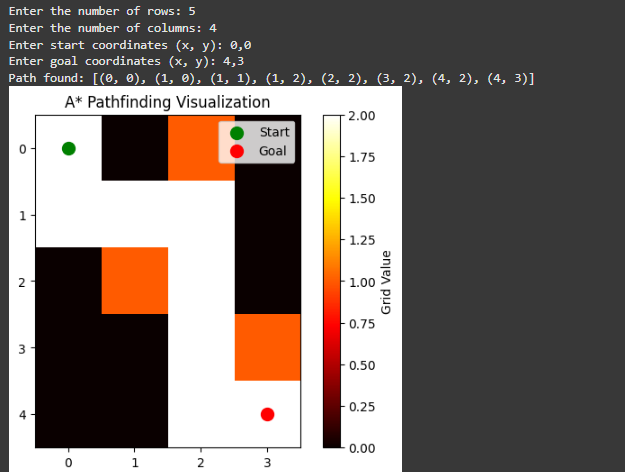 Enter the number of rows: 5
Enter the number of columns: 4
Enter start coordinates (x, y): 0,0
Enter goal coordinates (x, y): 4,3
Path found: [(0, 0), (1, 0), (1, 1), (1, 2), (2, 2), (3, 2), (4, 2), (4, 3)]
A* Pathfinding Visualization
Start
Goal
0
1
2
3
4
0 1 2 3
2.00
1.75
1.50
1.25
1.00
0.75
0.50
0.25
0.00
Grid Value